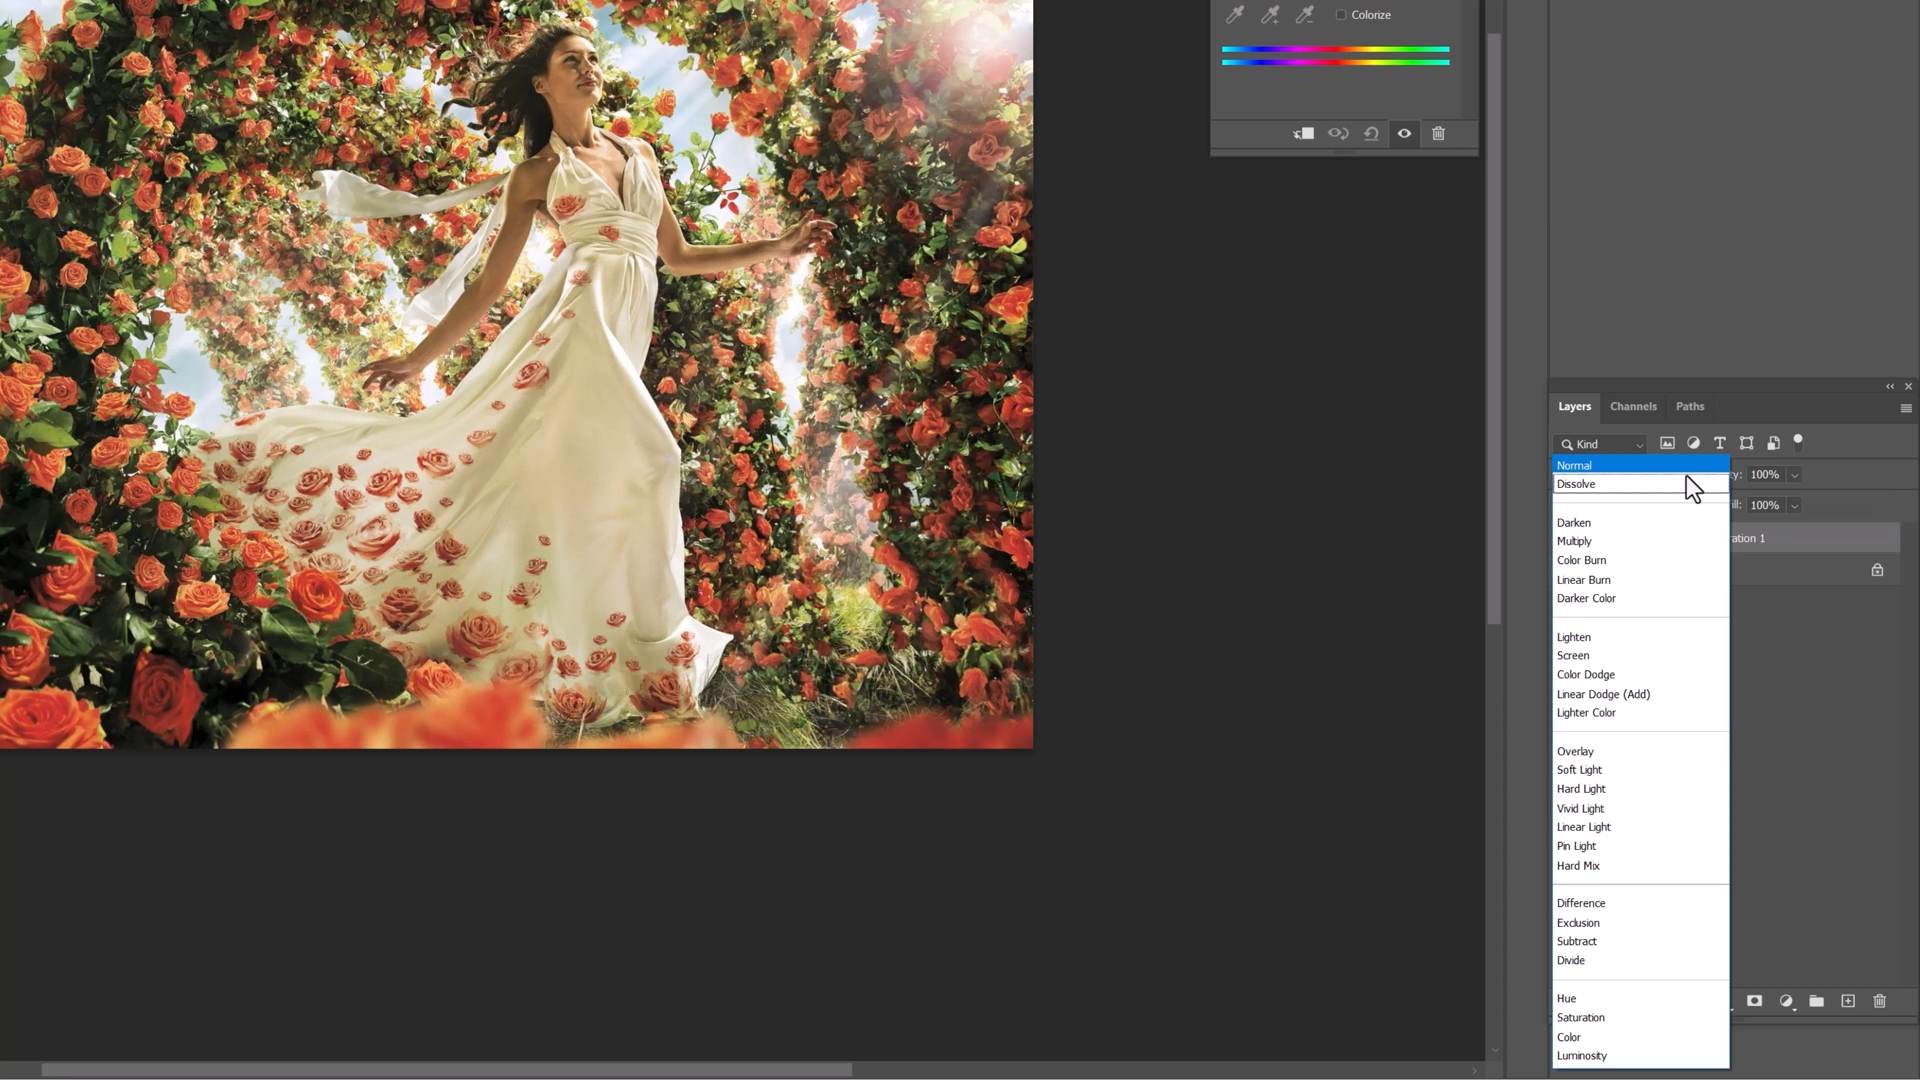 Colorize
Layers Channels Paths
Kind
Normal
Dissolve
100%
100%
Darken
Multiply
Color Burn
Linear Burn
Darker Color
Lighten
Screen
Color Dodge
Linear Dodge (Add)
Lighter Color
Overlay
Soft Light
Hard Light
Vivid Light
Linear Light
Pin Light
Hard Mix
Difference
Exclusion
Subtract
Divide
Hue
Saturation
Color
Luminosity
ration 1